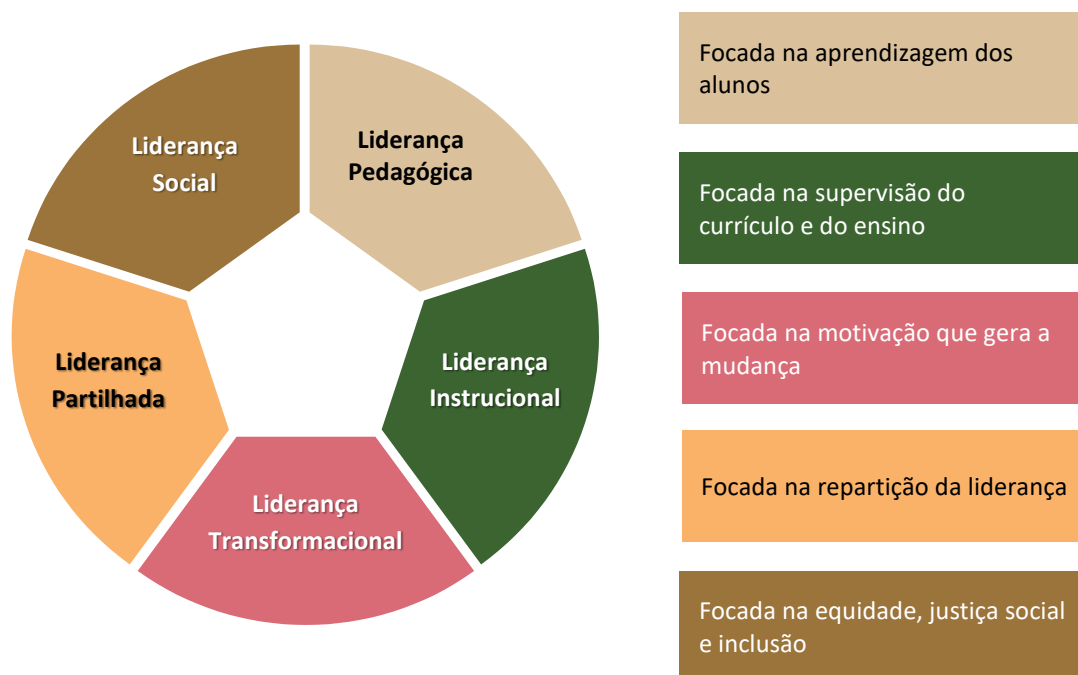 Liderança
Social
Liderança
Pedagógica
Liderança
Instrucional
Liderança
Transformacional
Liderança
Partilhada
Focada na aprendizagem dos
alunos
Focada na supervisão do
currículo e do ensino
Focada na motivação que gera a
mudança
Focada na repartição da liderança
Focada na equidade, justiça social
e inclusão